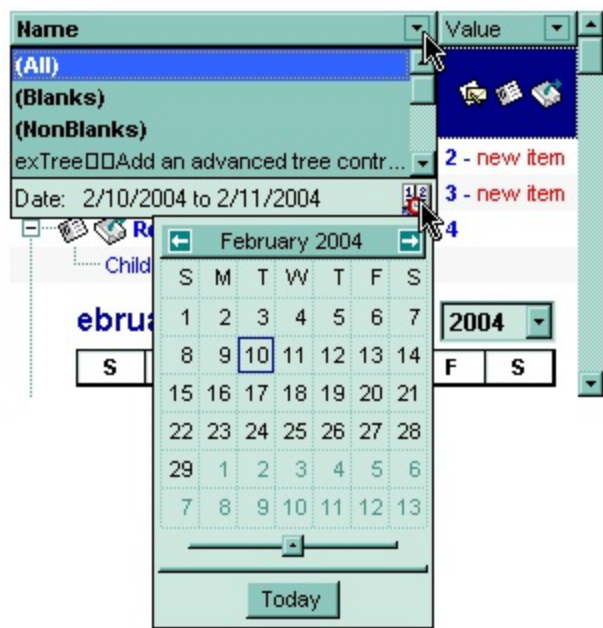 Name Value
(All)
(Blanks)
(NonBlanks)
exTree□□Add an advanced tree contr... 2 - new item
Date: 2/10/2004 to 2/11/2004 3 - new item
4
Child
February 2004
S M T W T F S
1 2 3 4 5 6 7
8 9 10 11 12 13 14
15 16 17 18 19 20 21
22 23 24 25 26 27 28
29 1 2 3 4 5 6
7 8 9 10 11 12 13
ebrua 2004
S F S
Today